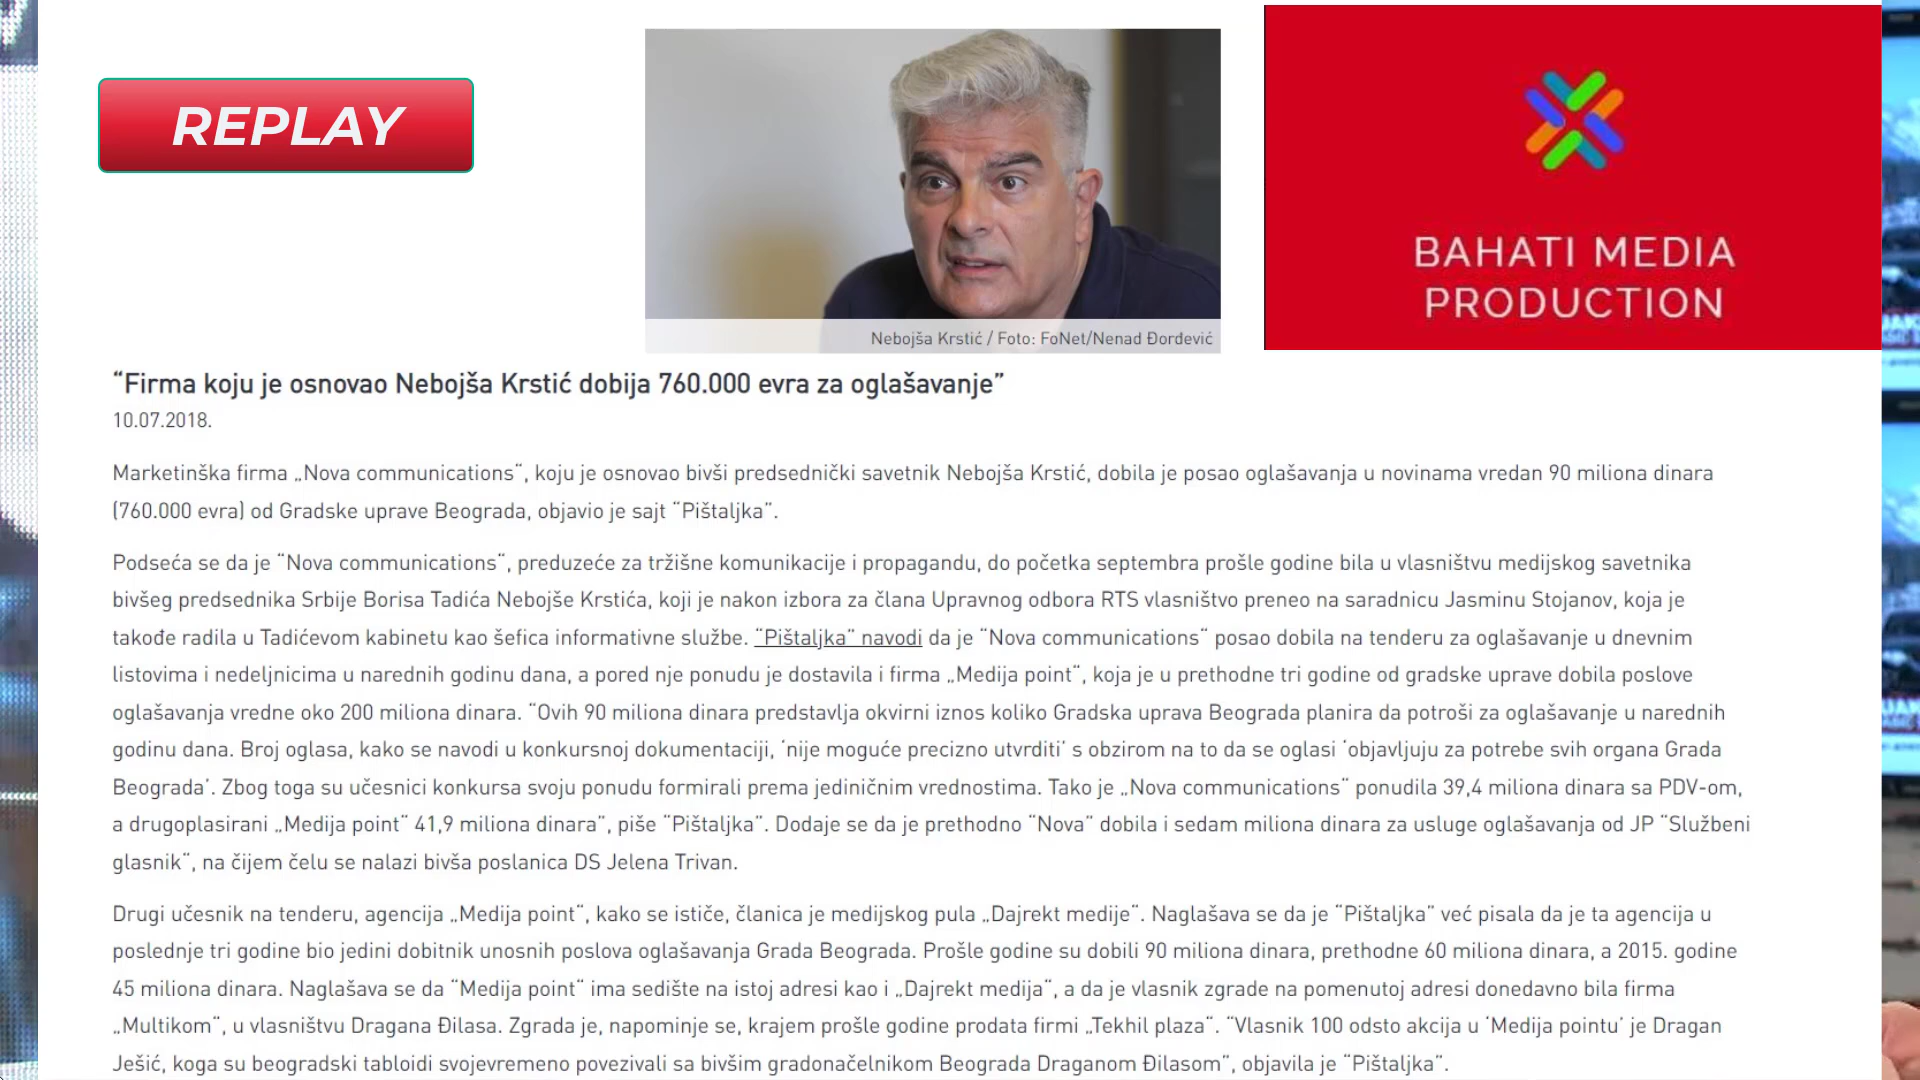 REPLAY
BAHATI MEDIA
PRODUCTION
Nebojša Krstić / Foto: FoNet/Nenad Đorđević
“Firma koju je osnovao Nebojša Krstić dobija 760.000 evra za oglašavanje”
10.07.2018.
Marketinška firma „Nova communications“, koju je osnovao bivši predsednički savetnik Nebojša Krstić, dobila je posao oglašavanja u novinama vredan 90 miliona dinara
(760.000 evra) od Gradske uprave Beograda, objavio je sajt “Pištaljka”.
Podseća se da je “Nova communications“, preduzeće za tržišne komunikacije i propagandu, do početka septembra prošle godine bila u vlasništvu medijskog savetnika
bivšeg predsednika Srbije Borisa Tadića Nebojše Krstića, koji je nakon izbora za člana Upravnog odbora RTS vlasništvo preneo na saradnicu Jasminu Stojanov, koja je
takođe radila u Tadićevom kabinetu kao šefica informativne službe. “Pištaljka” navodi da je “Nova communications“ posao dobila na tenderu za oglašavanje u dnevnim
listovima i nedeljnicima u narednih godinu dana, a pored nje ponudu je dostavila i firma „Medija point“, koja je u prethodne tri godine od gradske uprave dobila poslove
oglašavanja vredne oko 200 miliona dinara. “Ovih 90 miliona dinara predstavlja okvirni iznos koliko Gradska uprava Beograda planira da potroši za oglašavanje u narednih
godinu dana. Broj oglasa, kako se navodi u konkursnoj dokumentaciji, ‘nije moguće precizno utvrditi’ s obzirom na to da se oglasi ‘objavljuju za potrebe svih organa Grada
Beograda’. Zbog toga su učesnici konkursa svoju ponudu formirali prema jediničnim vrednostima. Tako je „Nova communications“ ponudila 39,4 miliona dinara sa PDV-om,
a drugoplasirani „Medija point“ 41,9 miliona dinara”, piše “Pištaljka”. Dodaje se da je prethodno “Nova” dobila i sedam miliona dinara za usluge oglašavanja od JP “Službeni
glasnik“, na čijem čelu se nalazi bivša poslanica DS Jelena Trivan.
Drugi učesnik na tenderu, agencija „Medija point“, kako se ističe, članica je medijskog pula „Dajrekt medije“. Naglašava se da je “Pištaljka” već pisala da je ta agencija u
poslednje tri godine bio jedini dobitnik unosnih poslova oglašavanja Grada Beograda. Prošle godine su dobili 90 miliona dinara, prethodne 60 miliona dinara, a 2015. godine
45 miliona dinara. Naglašava se da “Medija point“ ima sedište na istoj adresi kao i „Dajrekt medija“, a da je vlasnik zgrade na pomenutoj adresi donedavno bila firma
„Multikom“, u vlasništvu Dragana Đilasa. Zgrada je, napominje se, krajem prošle godine prodata firmi „Tekhil plaza“. “Vlasnik 100 odsto akcija u ‘Medija pointu’ je Dragan
Ješić, koga su beogradski tabloidi svojevremeno povezivali sa bivšim gradonačelnikom Beograda Draganom Đilasom”, objavila je “Pištaljka”.